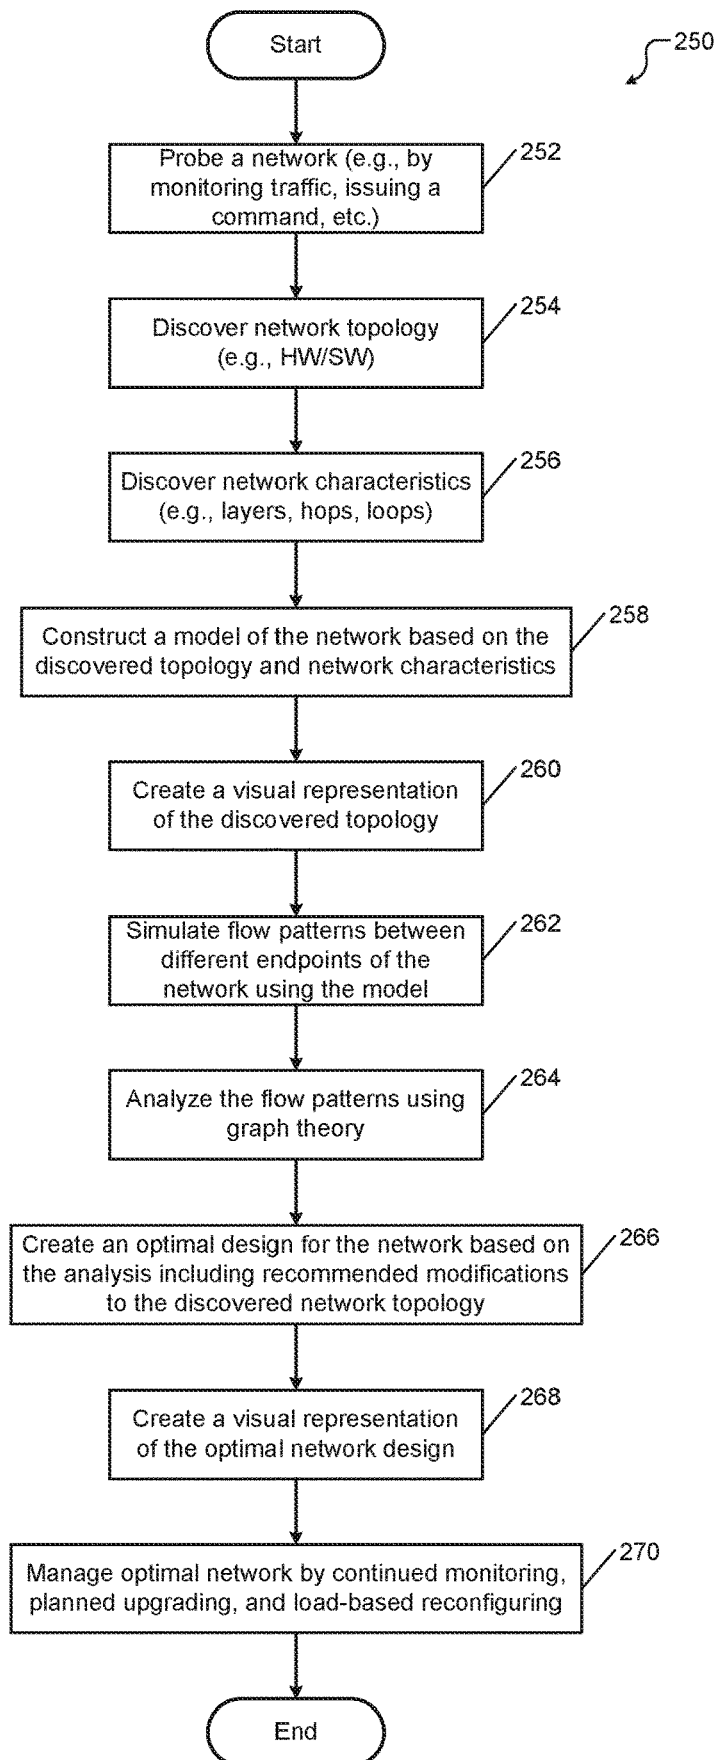 Start
250
Probe a network (e.g., by
monitoring traffic, issuing a
command, etc.)
252
Discover network topology
(e.g., HW/SW)
254
Discover network characteristics
(e.g., layers, hops, loops)
256
Construct a model of the network based on the
discovered topology and network characteristics
258
Create a visual representation
of the discovered topology
260
Simulate flow patterns between
different endpoints of the
network using the model
262
Analyze the flow patterns using
graph theory
264
Create an optimal design for the network based on
the analysis including recommended modifications
to the discovered network topology
266
Create a visual representation
of the optimal network design
268
Manage optimal network by continued monitoring,
planned upgrading, and load-based reconfiguring
270
End